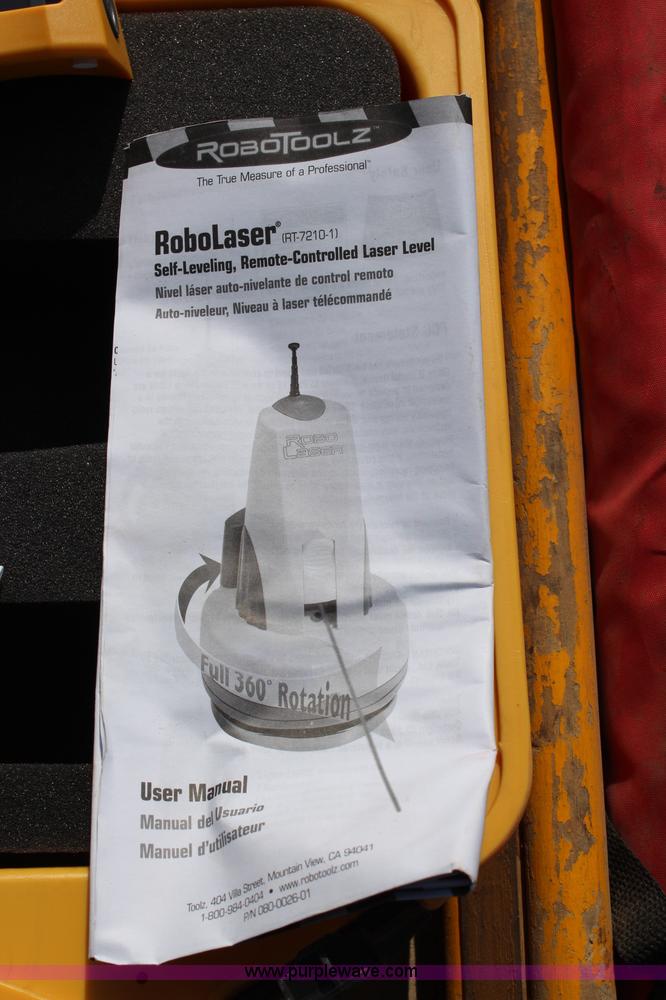 ROBOTOOLZ™
The True Measure of a Professional™
RoboLaser® (RT-7210-1)
Self-Leveling, Remote-Controlled Laser Level
Nivel láser auto-nivelante de control remoto
Auto-niveleur, Niveau à laser télécommandé
ROBO
LASER
Full 360° Rotation
User Manual
Manual del Usuario
Manuel d'utilisateur
Toolz, 404 Villa Street, Mountain View, CA 94041
1-800-984-0404 • www.robotoolz.com
P/N 080-0026-01
www.purplewave.com